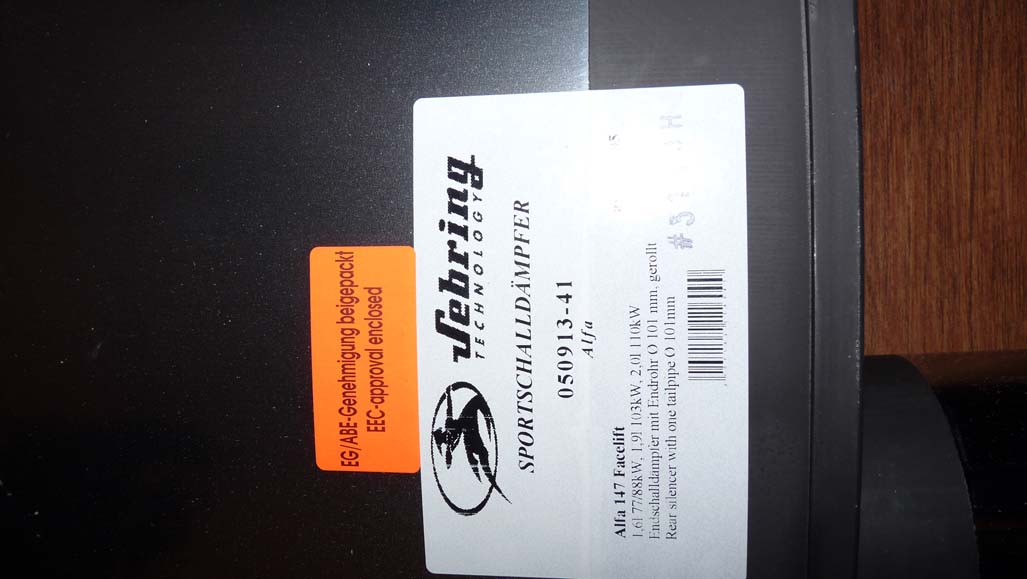 EG/ABE-Genehmigung beigepackt
EEC-approval enclosed
Sebring
TECHNOLOGY
SPORTSCHALLDÄMPFER
050913-41
Alfa
Alfa 147 Facelift
1,6l 77/88kW, 1,9l 103kW, 2,0l 110kW
Endschalldämpfer mit Endrohr O 101 mm, gerollt
Rear silencer with one tailpipe O 101mm